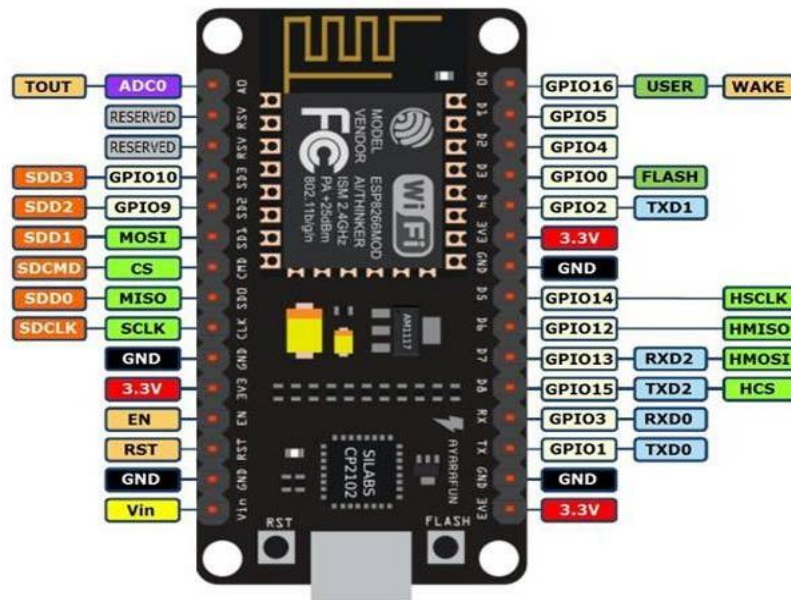 TOUT ADC0 A0 D0 GPIO16 USER WAKE
RESERVED RSV D1 GPIO5
RESERVED RSV D2 GPIO4
SDD3 GPIO10 SD3 D3 GPIO0 FLASH
SDD2 GPIO9 D4 GPIO2 TXD1
SDD1 MOSI SD1 3V3 3.3V
SDCMD CS CMD GND GND
SDD0 MISO SD0 D5 GPIO14 HSCLK
SDCLK SCLK CLK D6 GPIO12 HMISO
GND GND D7 GPIO13 RXD2 HMOSI
3.3V 3V3 D8 GPIO15 TXD2 HCS
EN EN RX GPIO3 RXD0
RST RST TX GPIO1 TXD0
GND GND GND GND
Vin Vin 3V3 3.3V
MODEL
VENDOR
ESP8266MOD
AI/THINKER
ISM 2.4GHz
PA +25dBm
802.11b/g/n
FC
WiFi
AM1117
AYARAFUN
SILABS
CP2102
RST
FLASH